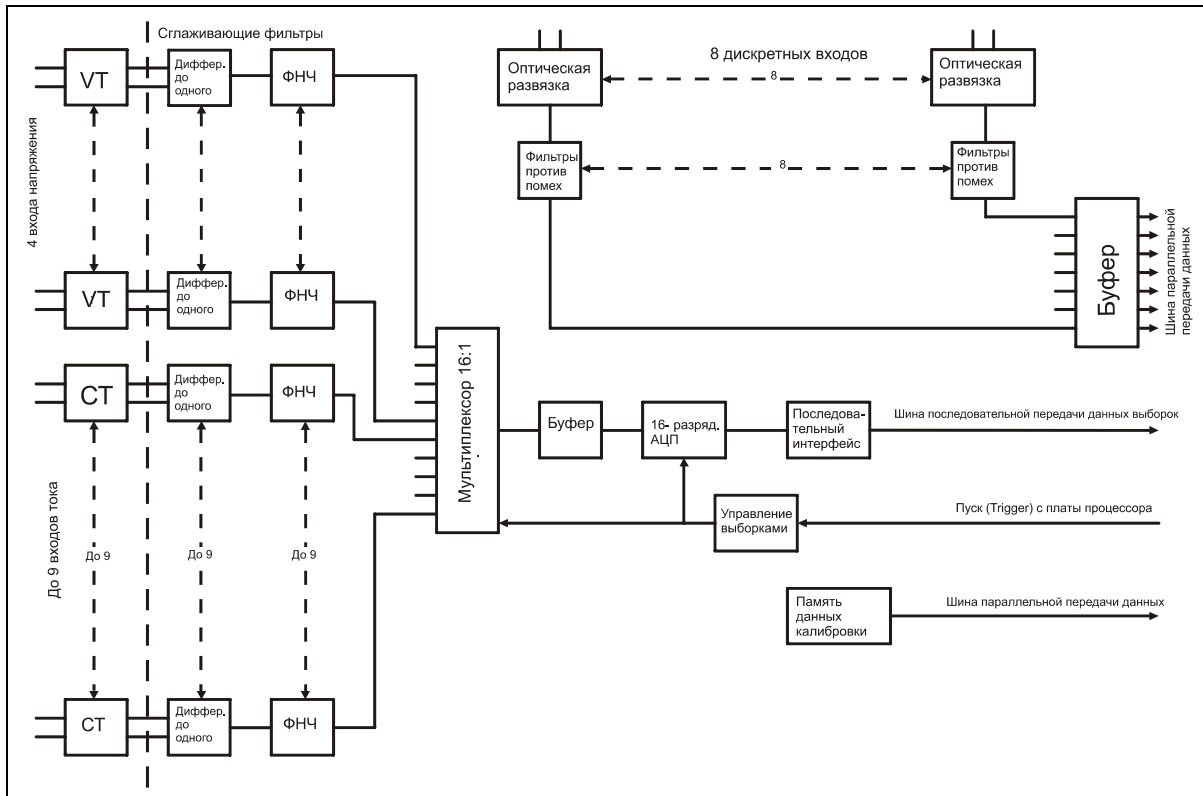 Сглаживающие фильтры
4 входа напряжения
VT
Диффер.
до
одного
ФНЧ
VT
Диффер.
до
одного
ФНЧ
До 9 входов тока
CT
Диффер.
до
одного
ФНЧ
До 9
До 9
До 9
CT
Диффер.
до
одного
ФНЧ
Мультиплексор 16:1
8 дискретных входов
Оптическая
развязка
8
Оптическая
развязка
Фильтры
против
помех
8
Фильтры
против
помех
Буфер
Шина параллельной
передачи данных
Буфер
16- разряд.
АЦП
Последова-
тельный
интерфейс
Шина последовательной передачи данных выборок
Управление
выборками
Пуск (Trigger) с платы процессора
Память
данных
калибровки
Шина параллельной передачи данных